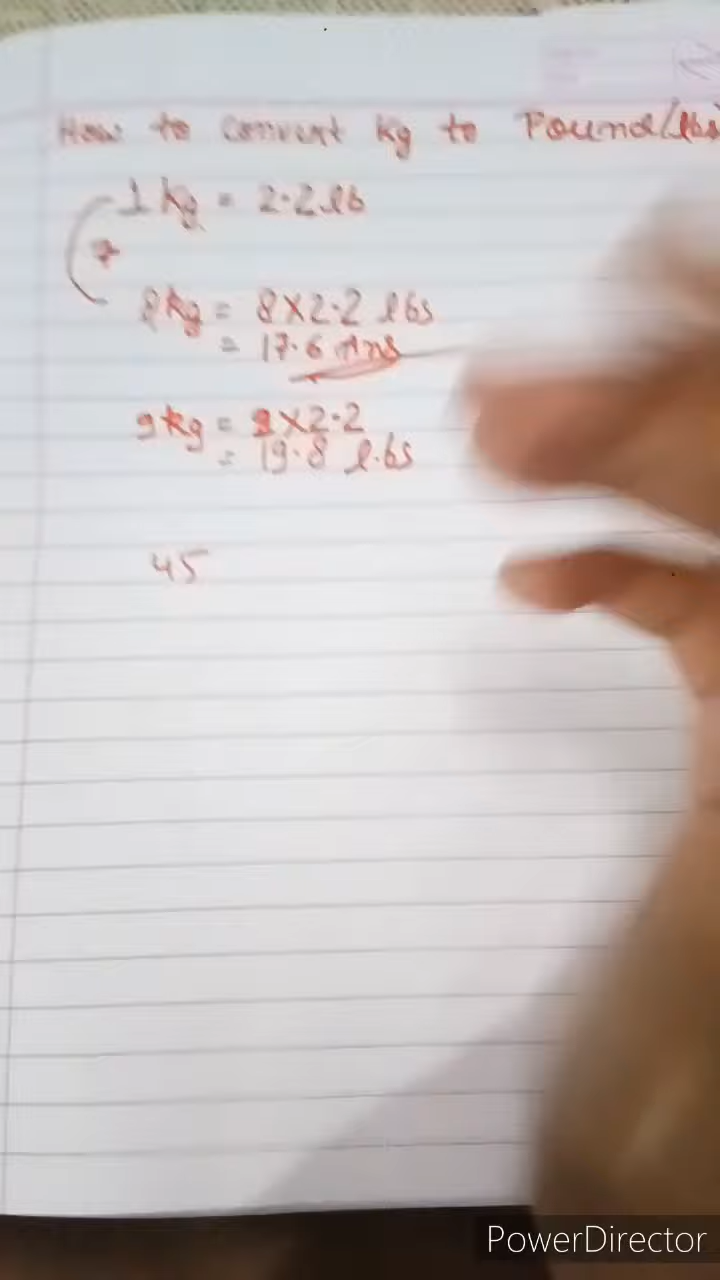 How to convert kg to Pound(lbs)
1 kg = 2.2 lb
8 kg = 8 X 2.2 lbs
= 17.6 Ans
9 kg = 9 X 2.2
= 19.8 l.bs
45
PowerDirector